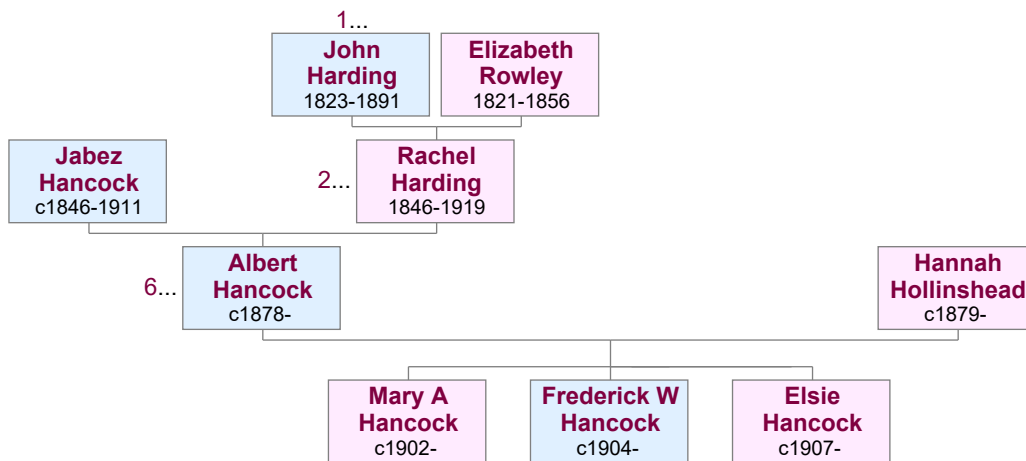 1...
John
Harding
1823-1891
Elizabeth
Rowley
1821-1856
Jabez
Hancock
c1846-1911
2...
Rachel
Harding
1846-1919
6...
Albert
Hancock
c1878-
Hannah
Hollinshead
c1879-
Mary A
Hancock
c1902-
Frederick W
Hancock
c1904-
Elsie
Hancock
c1907-